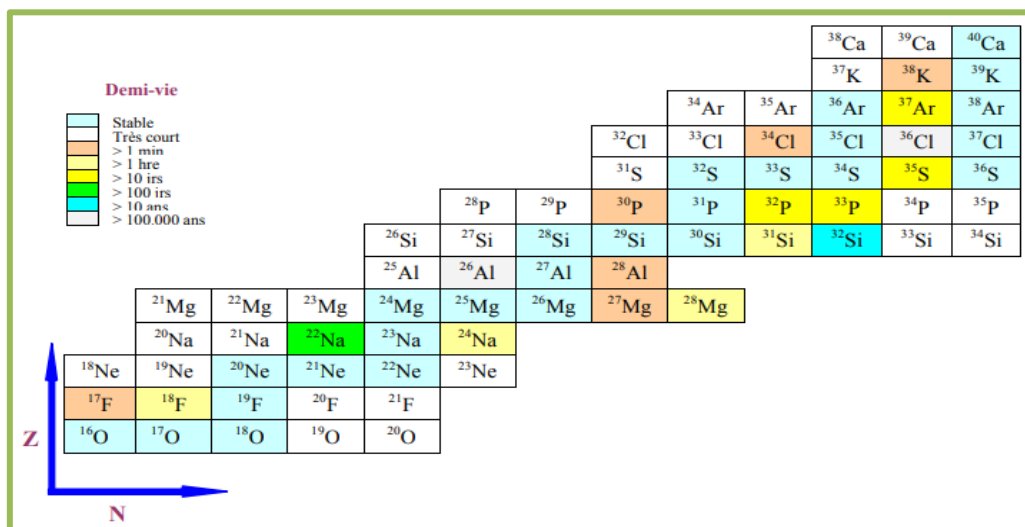 ³⁸Ca ³⁹Ca ⁴⁰Ca
³⁷K ³⁸K ³⁹K
Demi-vie
³⁴Ar ³⁵Ar ³⁶Ar ³⁷Ar ³⁸Ar
Stable
Très court
> 1 min
> 1 hre
> 10 jrs
> 100 jrs
> 10 ans
> 100.000 ans
³²Cl ³³Cl ³⁴Cl ³⁵Cl ³⁶Cl ³⁷Cl
³¹S ³²S ³³S ³⁴S ³⁵S ³⁶S
²⁸P ²⁹P ³⁰P ³¹P ³²P ³³P ³⁴P ³⁵P
²⁶Si ²⁷Si ²⁸Si ²⁹Si ³⁰Si ³¹Si ³²Si ³³Si ³⁴Si
²⁵Al ²⁶Al ²⁷Al ²⁸Al
²¹Mg ²²Mg ²³Mg ²⁴Mg ²⁵Mg ²⁶Mg ²⁷Mg ²⁸Mg
²⁰Na ²¹Na ²²Na ²³Na ²⁴Na
¹⁸Ne ¹⁹Ne ²⁰Ne ²¹Ne ²²Ne ²³Ne
¹⁷F ¹⁸F ¹⁹F ²⁰F ²¹F
Z
¹⁶O ¹⁷O ¹⁸O ¹⁹O ²⁰O
N